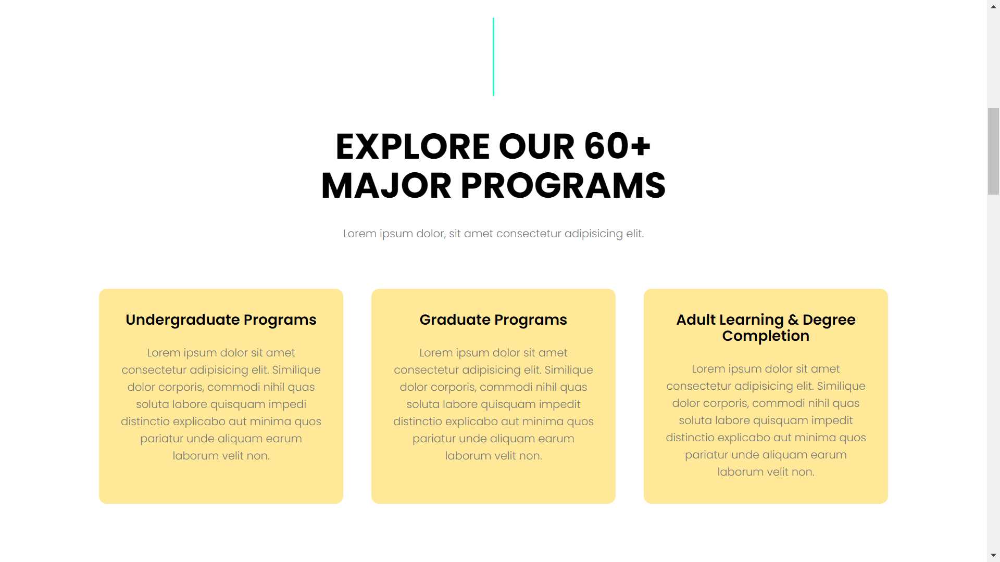 EXPLORE OUR 60+
MAJOR PROGRAMS
Lorem ipsum dolor, sit amet consectetur adipisicing elit.
Undergraduate Programs
Lorem ipsum dolor sit amet
consectetur adipisicing elit. Similique
dolor corporis, commodi nihil quas
soluta labore quisquam impedi
distinctio explicabo aut minima quos
pariatur unde aliquam earum
laborum velit non.
Graduate Programs
Lorem ipsum dolor sit amet
consectetur adipisicing elit. Similique
dolor corporis, commodi nihil quas
soluta labore quisquam impedit
distinctio explicabo aut minima quos
pariatur unde aliquam earum
laborum velit non.
Adult Learning & Degree
Completion
Lorem ipsum dolor sit amet
consectetur adipisicing elit. Similique
dolor corporis, commodi nihil quas
soluta labore quisquam impedit
distinctio explicabo aut minima quos
pariatur unde aliquam earum
laborum velit non.